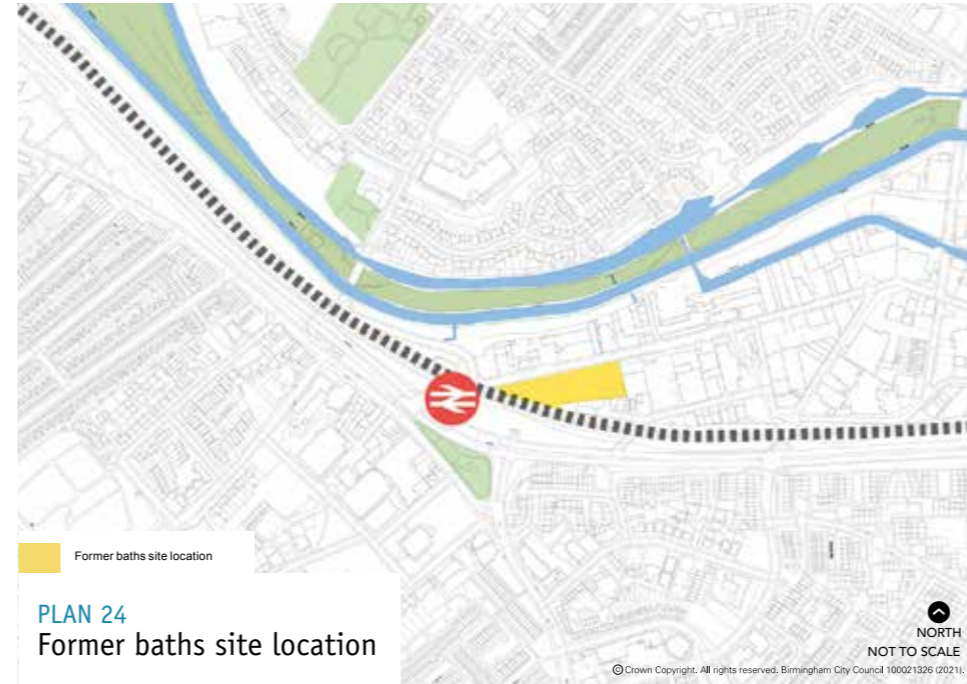 Former baths site location
PLAN 24
Former baths site location
NORTH
NOT TO SCALE
© Crown Copyright. All rights reserved. Birmingham City Council 100021326 (2021).